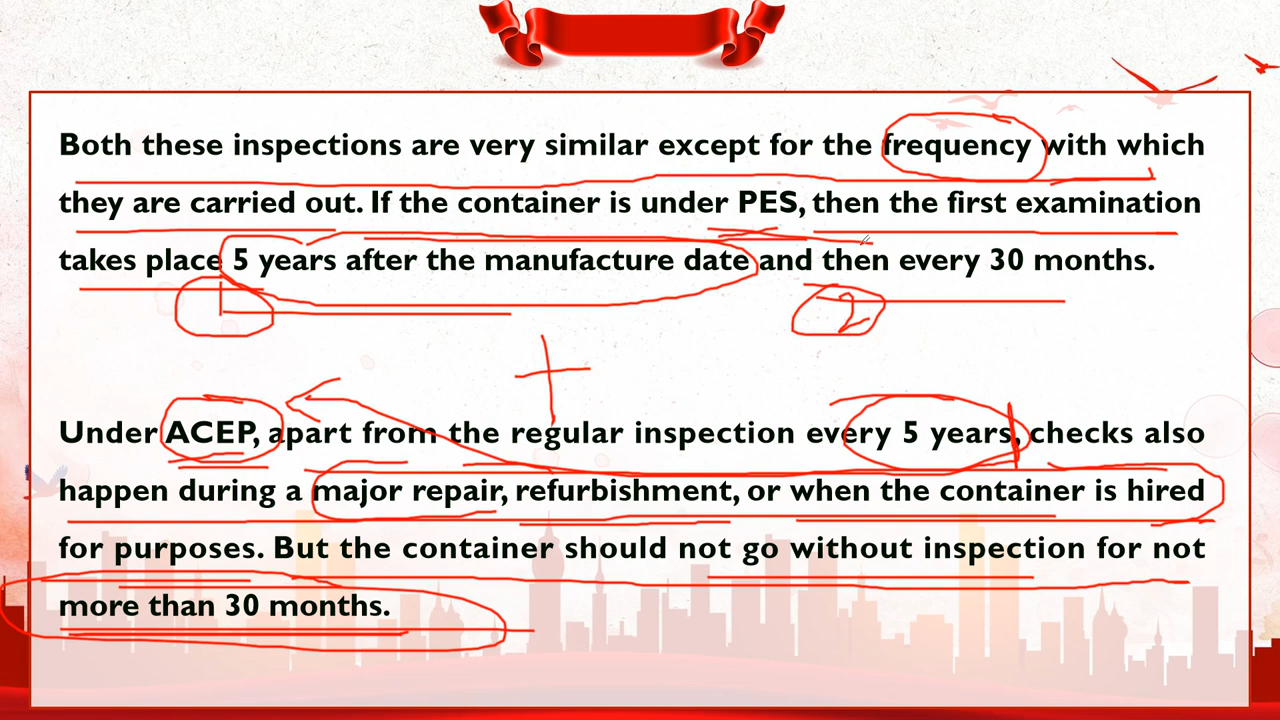 Both these inspections are very similar except for the frequency with which
they are carried out. If the container is under PES, then the first examination
takes place 5 years after the manufacture date and then every 30 months.
2
Under ACEP, apart from the regular inspection every 5 years, checks also
happen during a major repair, refurbishment, or when the container is hired
for purposes. But the container should not go without inspection for not
more than 30 months.